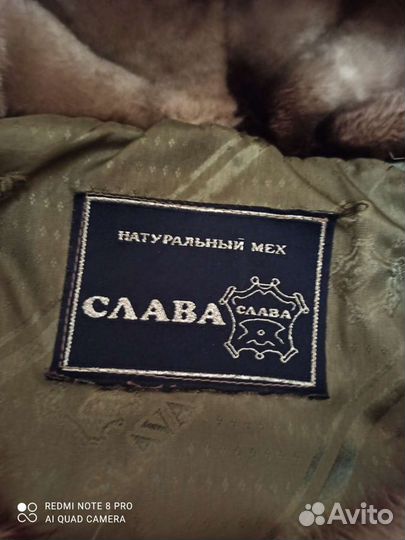 НАТУРАЛЬНЫЙ МЕХ
СЛАВА
СЛАВА
REDMI NOTE 8 PRO
AI QUAD CAMERA
Avito